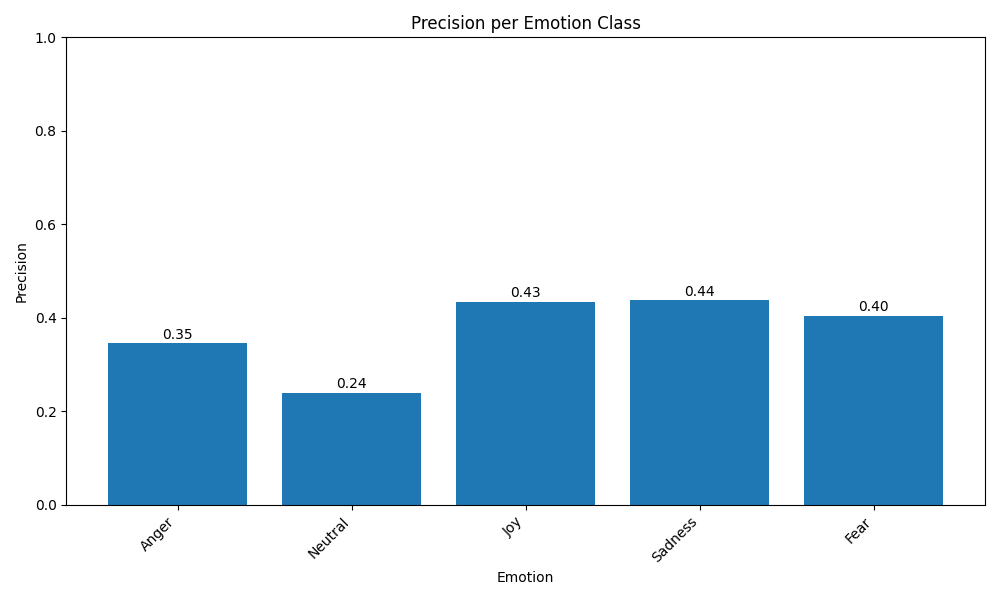 Precision per Emotion Class
1.0
0.8
0.6
0.4
0.2
0.0
Precision
0.35
0.24
0.43
0.44
0.40
Anger
Neutral
Joy
Sadness
Fear
Emotion